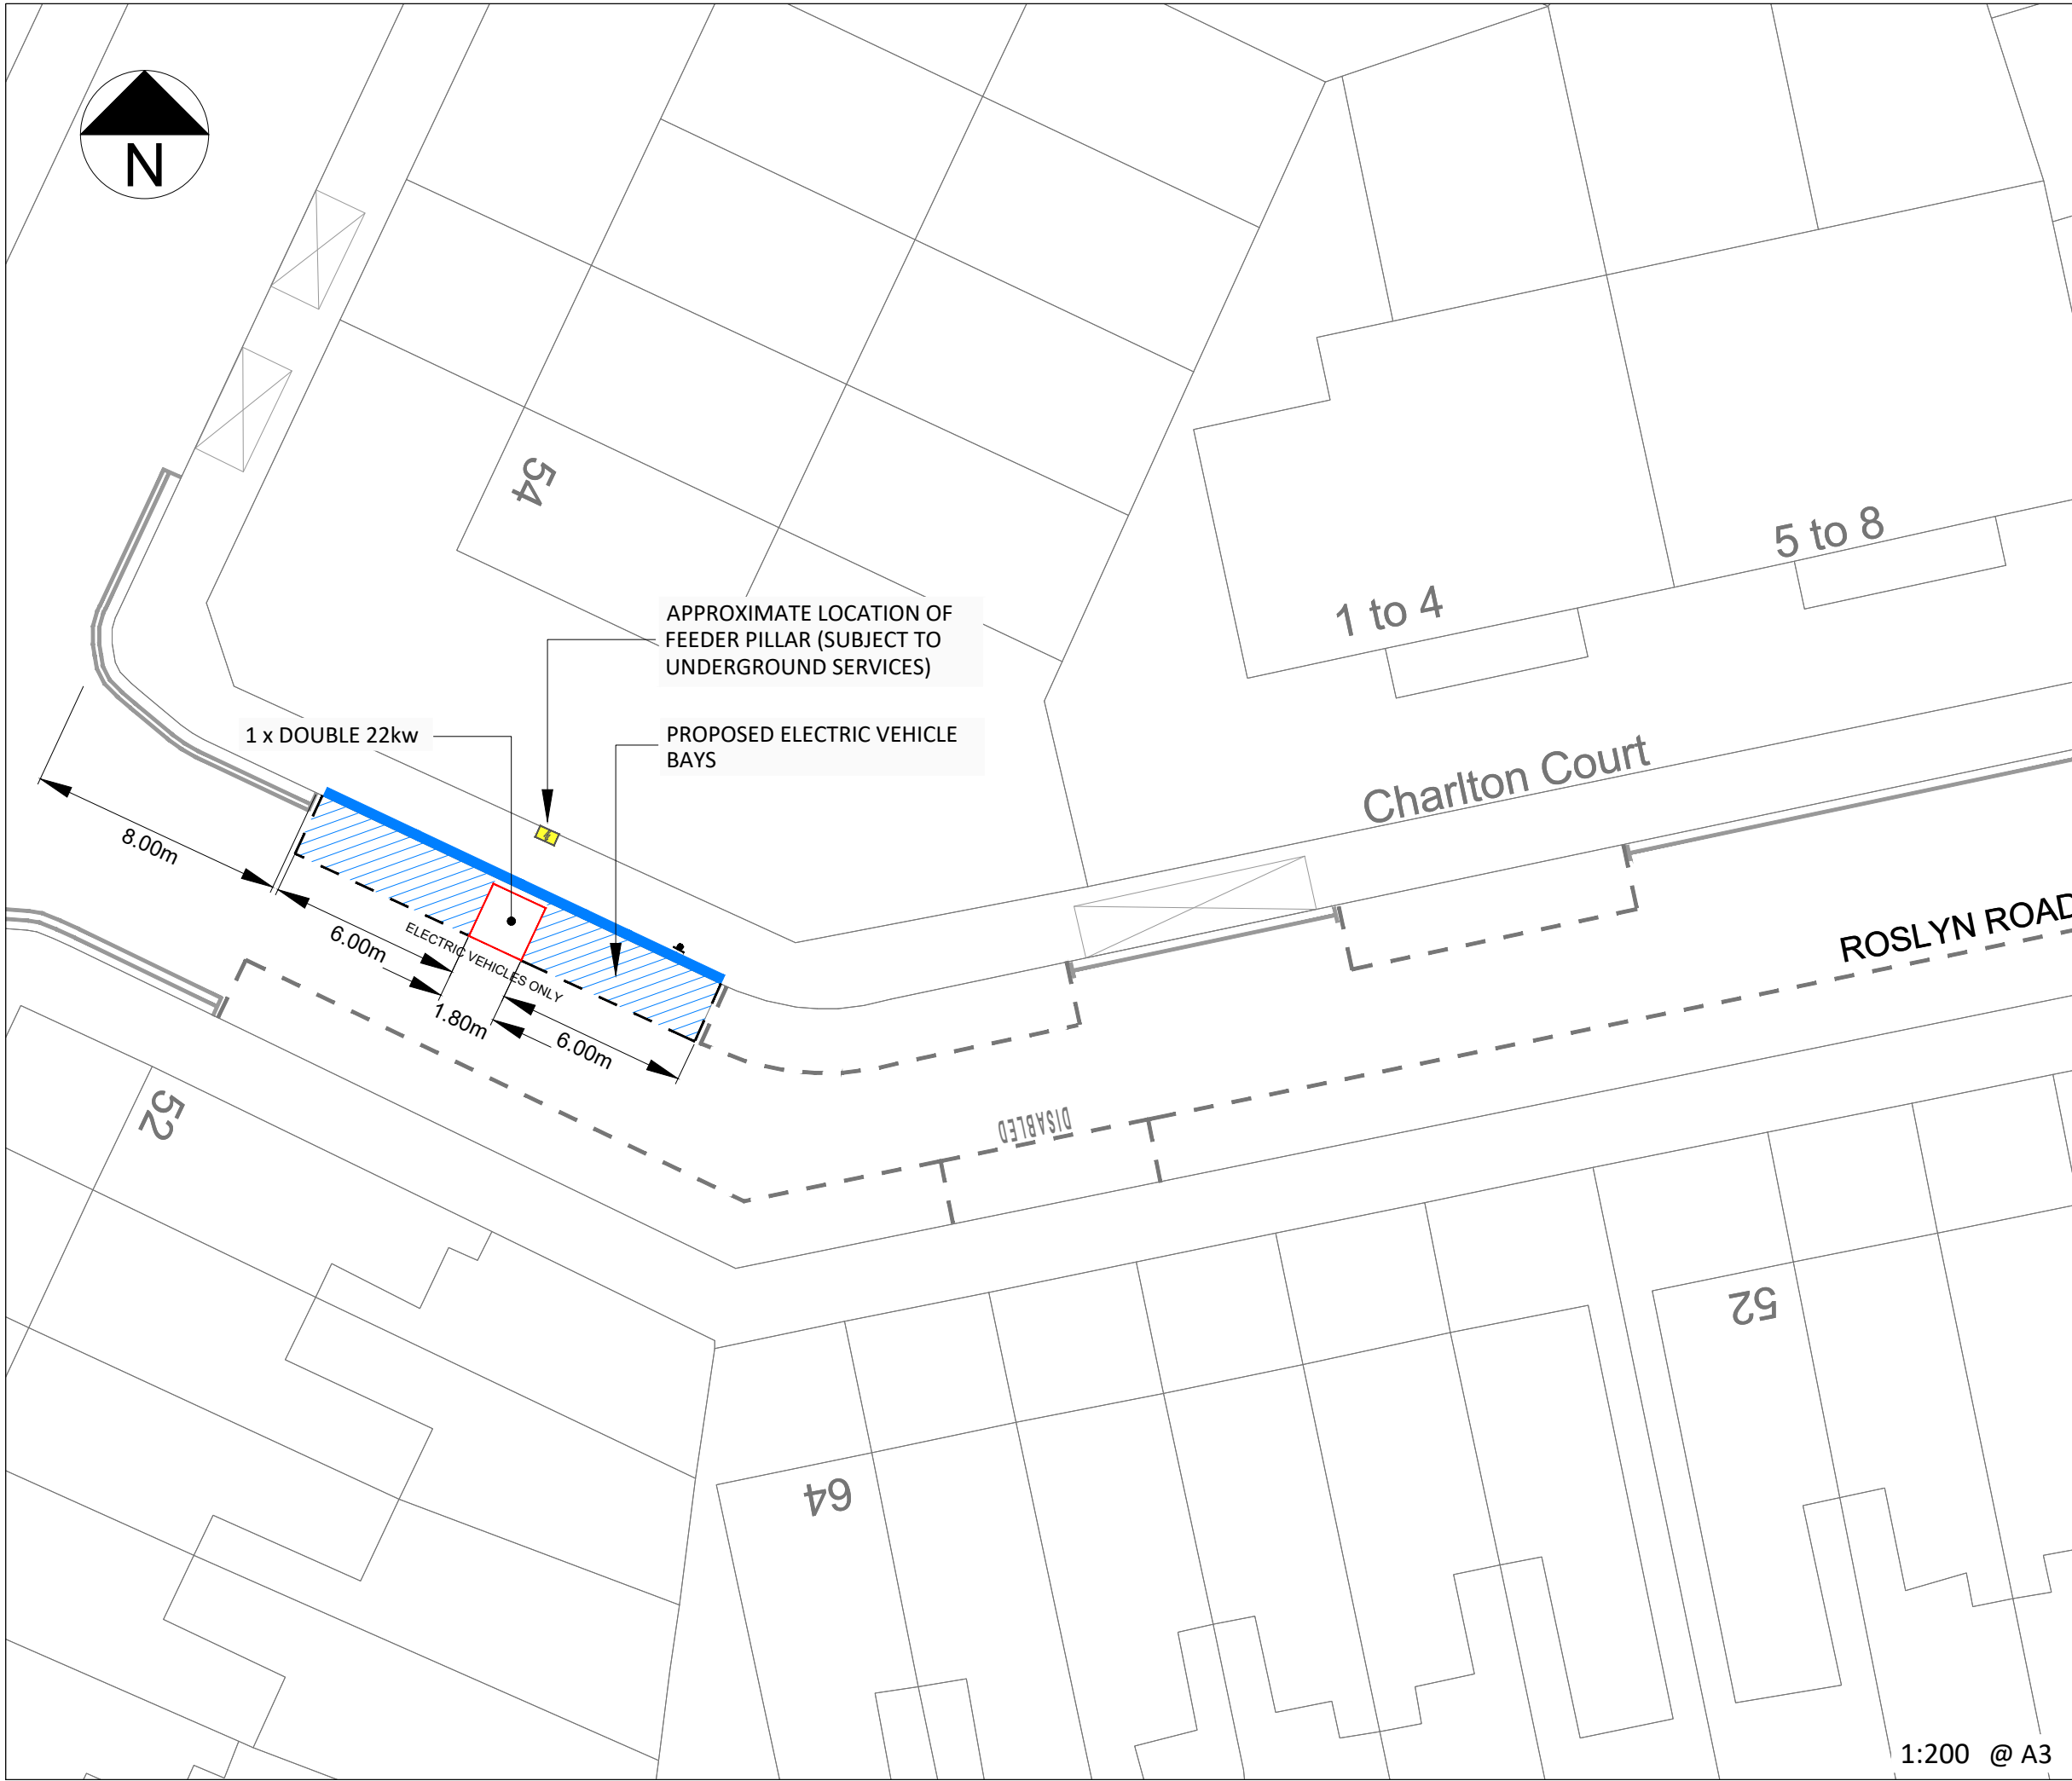 N
54
5 to 8
1 to 4
APPROXIMATE LOCATION OF
FEEDER PILLAR (SUBJECT TO
UNDERGROUND SERVICES)
1 x DOUBLE 22kw
PROPOSED ELECTRIC VEHICLE
BAYS
Charlton Court
8.00m
6.00m
ELECTRIC VEHICLES ONLY
1.80m
6.00m
ROSLYN ROAD
DISABLED
52
52
64
1:200 @ A3